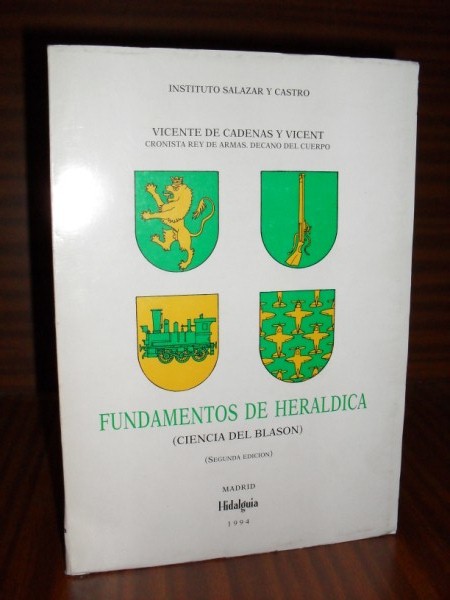 INSTITUTO SALAZAR Y CASTRO
VICENTE DE CADENAS Y VICENT
CRONISTA REY DE ARMAS. DECANO DEL CUERPO
FUNDAMENTOS DE HERALDICA
(CIENCIA DEL BLASON)
(SEGUNDA EDICION)
MADRID
Hidalguia
1994